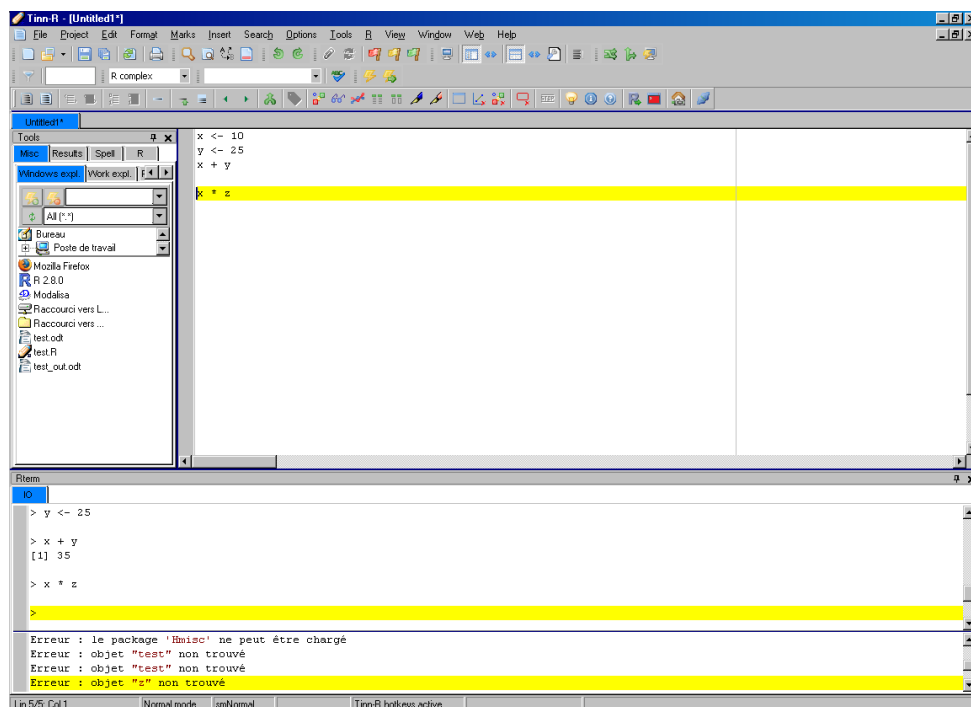 Tinn-R - [Untitled1*]
File Project Edit Format Marks Insert Search Options Tools R View Window Web Help
R complex
Untitled1*
Tools
Misc Results Spell R
Windows expl. Work expl.
All (*.*)
Bureau
Poste de travail
Mozilla Firefox
R 2.8.0
Modalisa
Raccourci vers L...
Raccourci vers ...
test.odt
test.R
test_out.odt
x <- 10
y <- 25
x + y
x * z
Rterm
IO
> y <- 25
> x + y
[1] 35
> x * z
>
Erreur : le package 'Hmisc' ne peut être chargé
Erreur : objet "test" non trouvé
Erreur : objet "test" non trouvé
Erreur : objet "z" non trouvé
Lin 5/5: Col 1 Normal mode smNormal Tinn-R hotkeys active